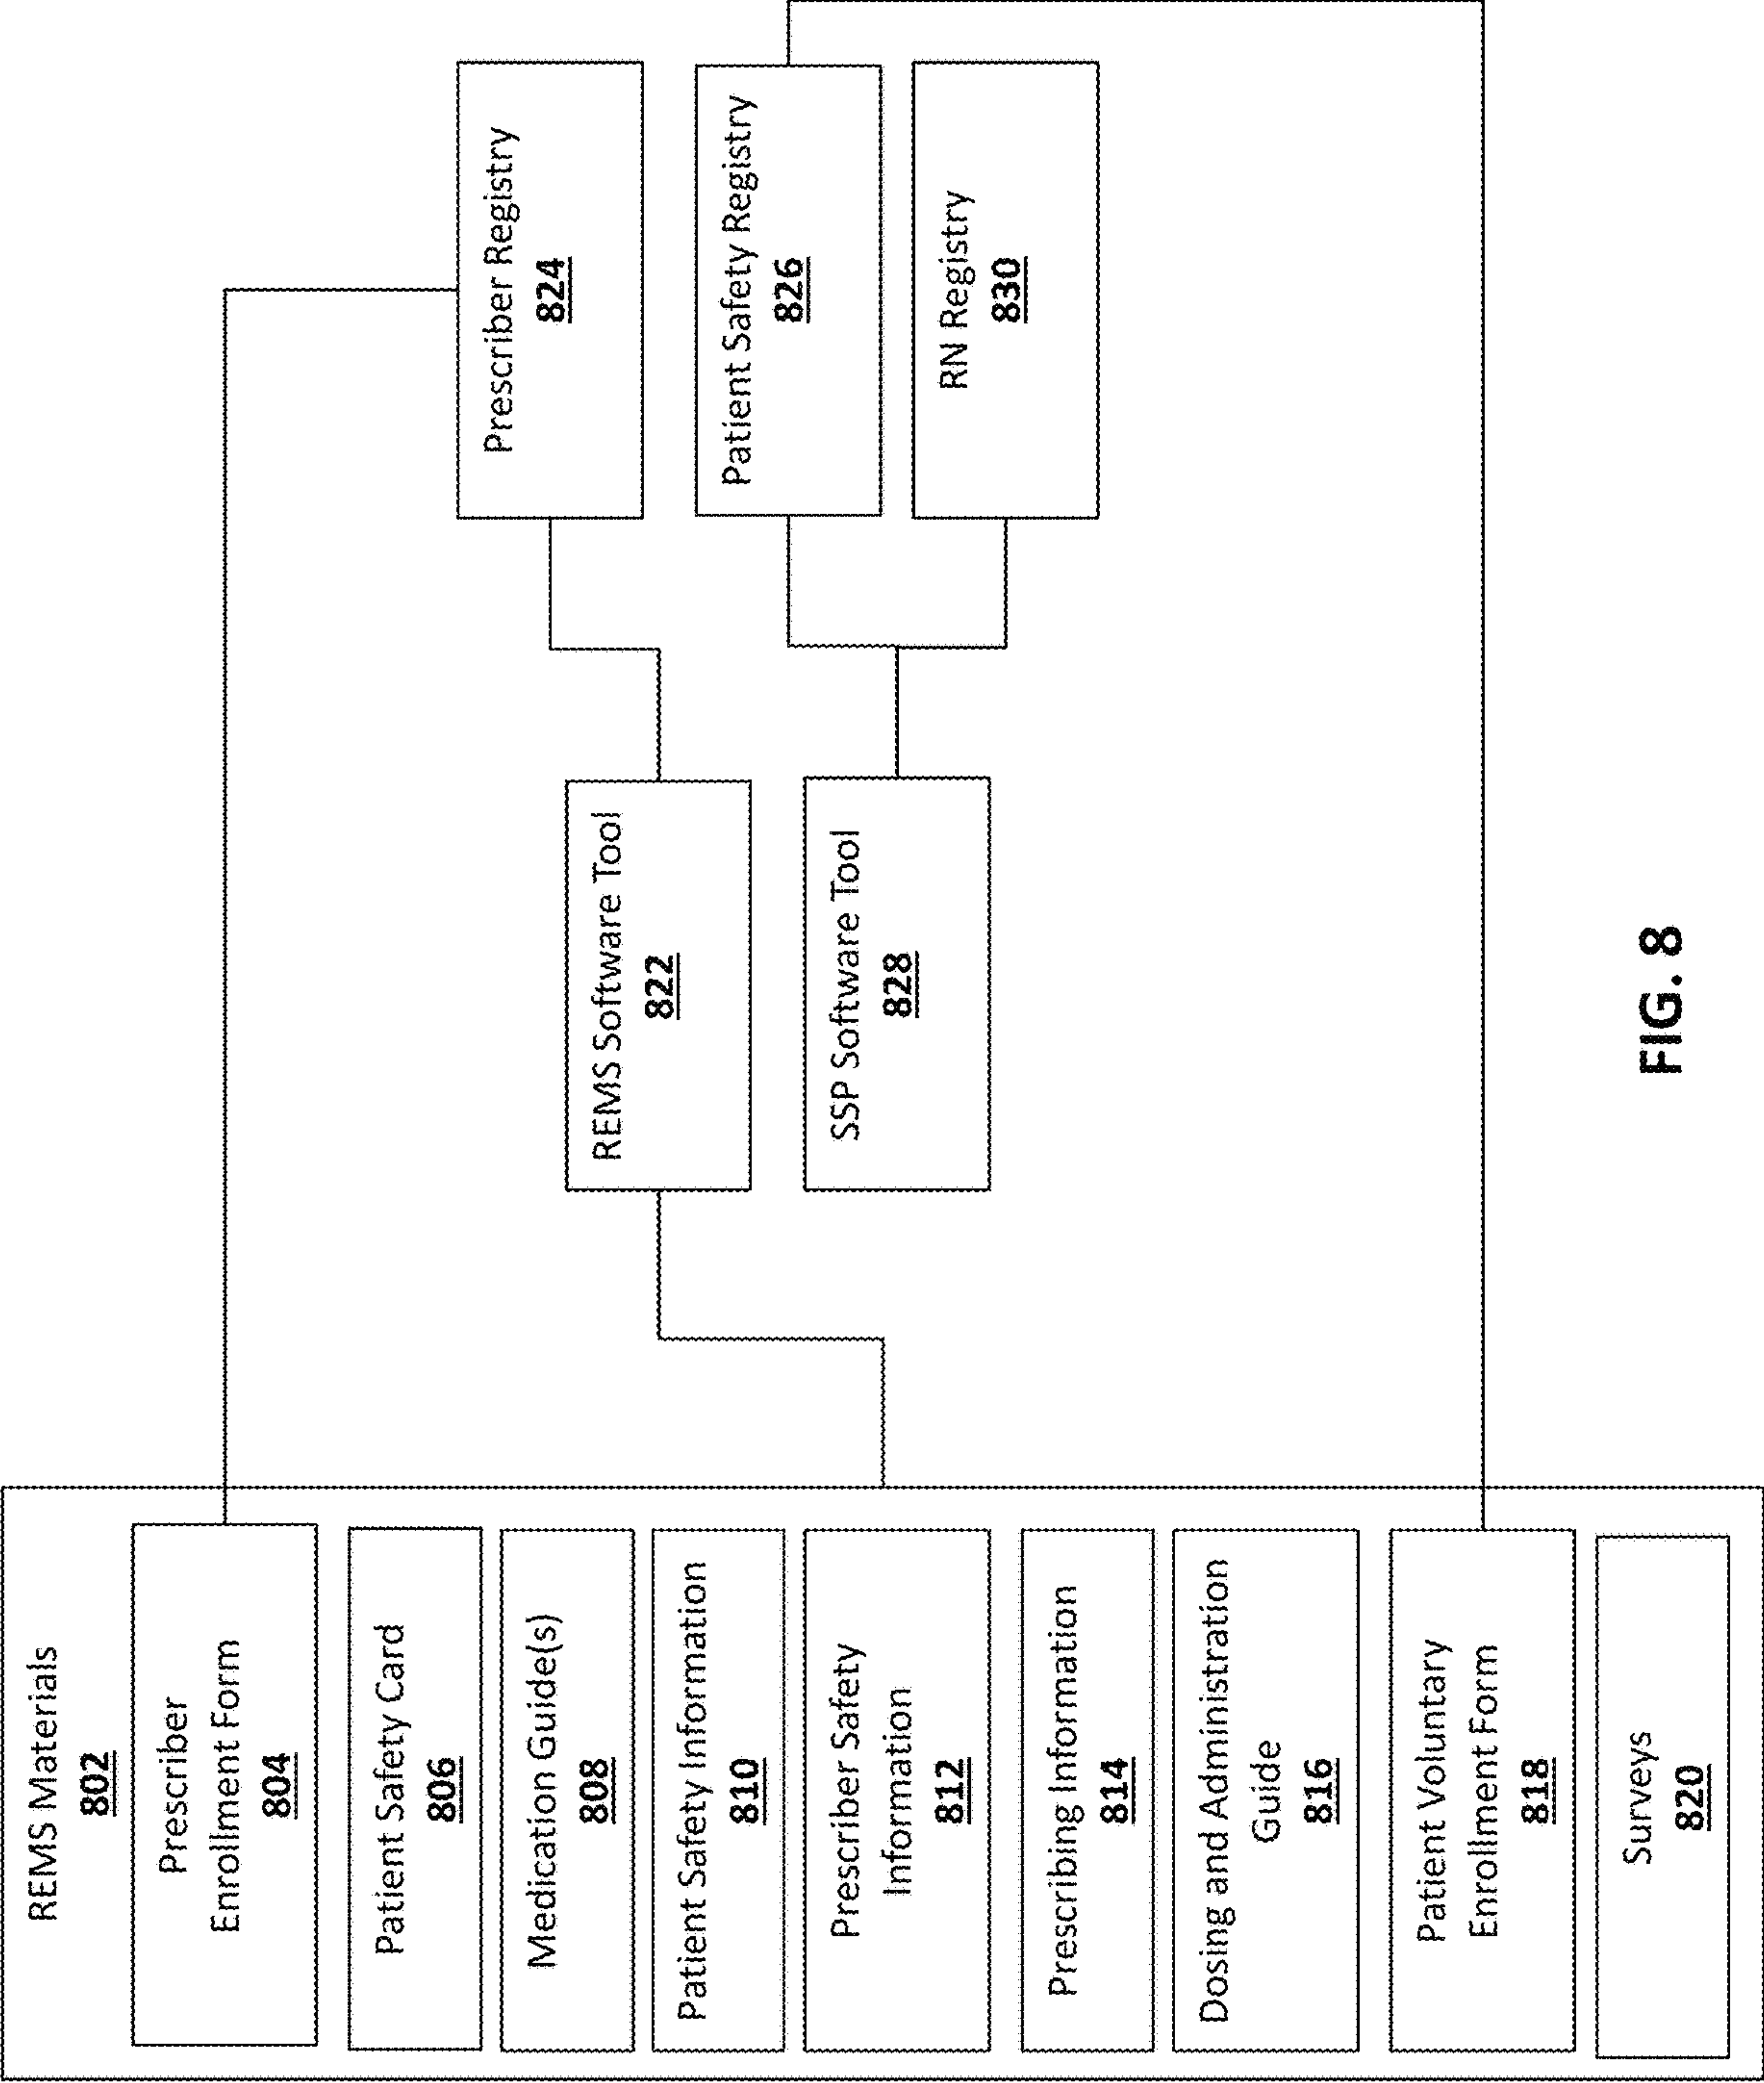 REMS Materials
802
Prescriber
Enrollment Form
804
Patient Safety Card
806
Medication Guide(s)
808
Patient Safety Information
810
Prescriber Safety
Information
812
Prescribing Information
814
Dosing and Administration
Guide
816
Patient Voluntary
Enrollment Form
818
Surveys
820
REMS Software Tool
822
SSP Software Tool
828
Prescriber Registry
824
Patient Safety Registry
826
RN Registry
830
FIG. 8